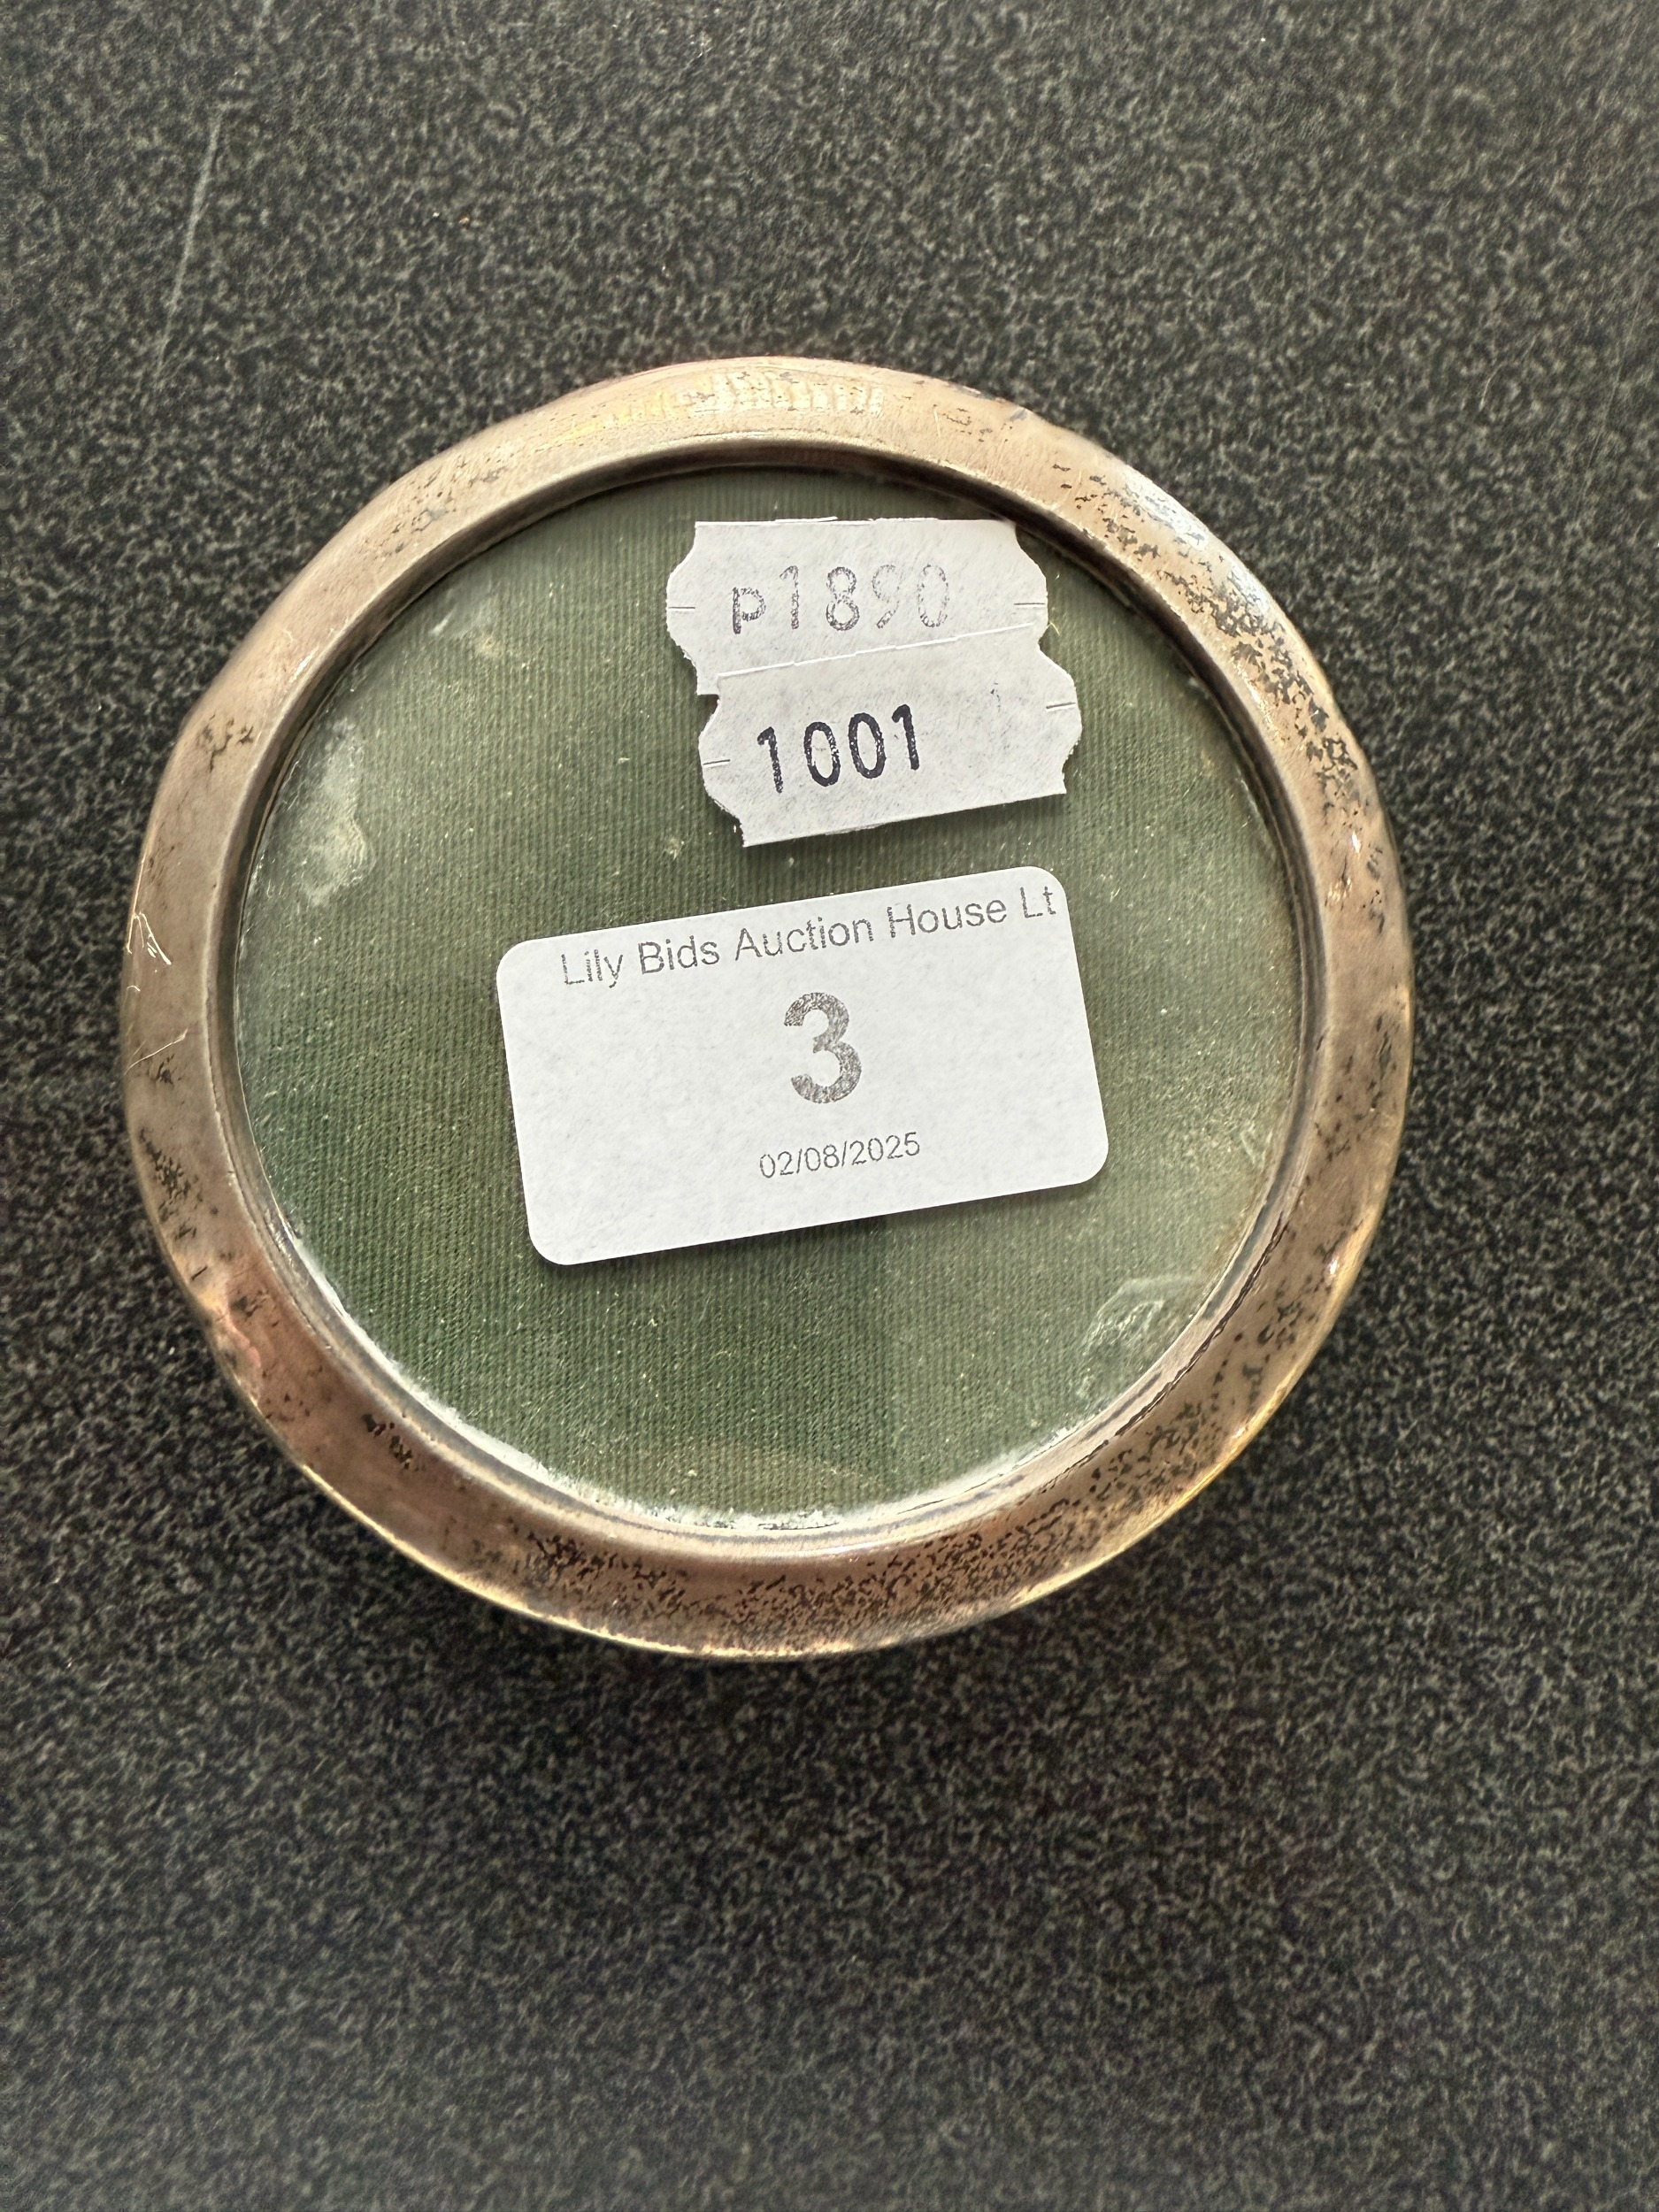 p1890
1001
Lily Bids Auction House Lt
3
02/08/2025